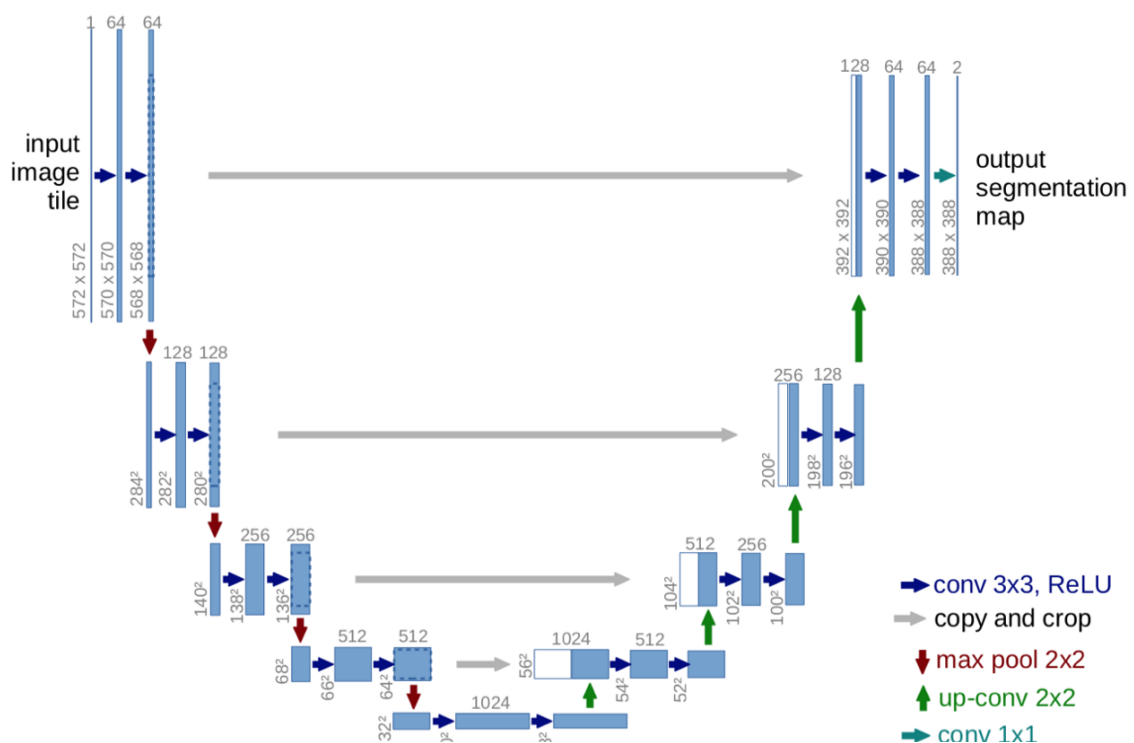 1 64 64
input
image
tile
572 x 572
570 x 570
568 x 568
128 64 64 2
output
segmentation
map
392 x 392
390 x 390
388 x 388
388 x 388
128 128
284²
282²
280²
256 128
200²
198²
196²
256 256
140²
138²
136²
512 256
104²
102²
100²
512 512
68²
66²
64²
1024 512
56²
54²
52²
1024
32²
conv 3x3, ReLU
copy and crop
max pool 2x2
up-conv 2x2
conv 1x1